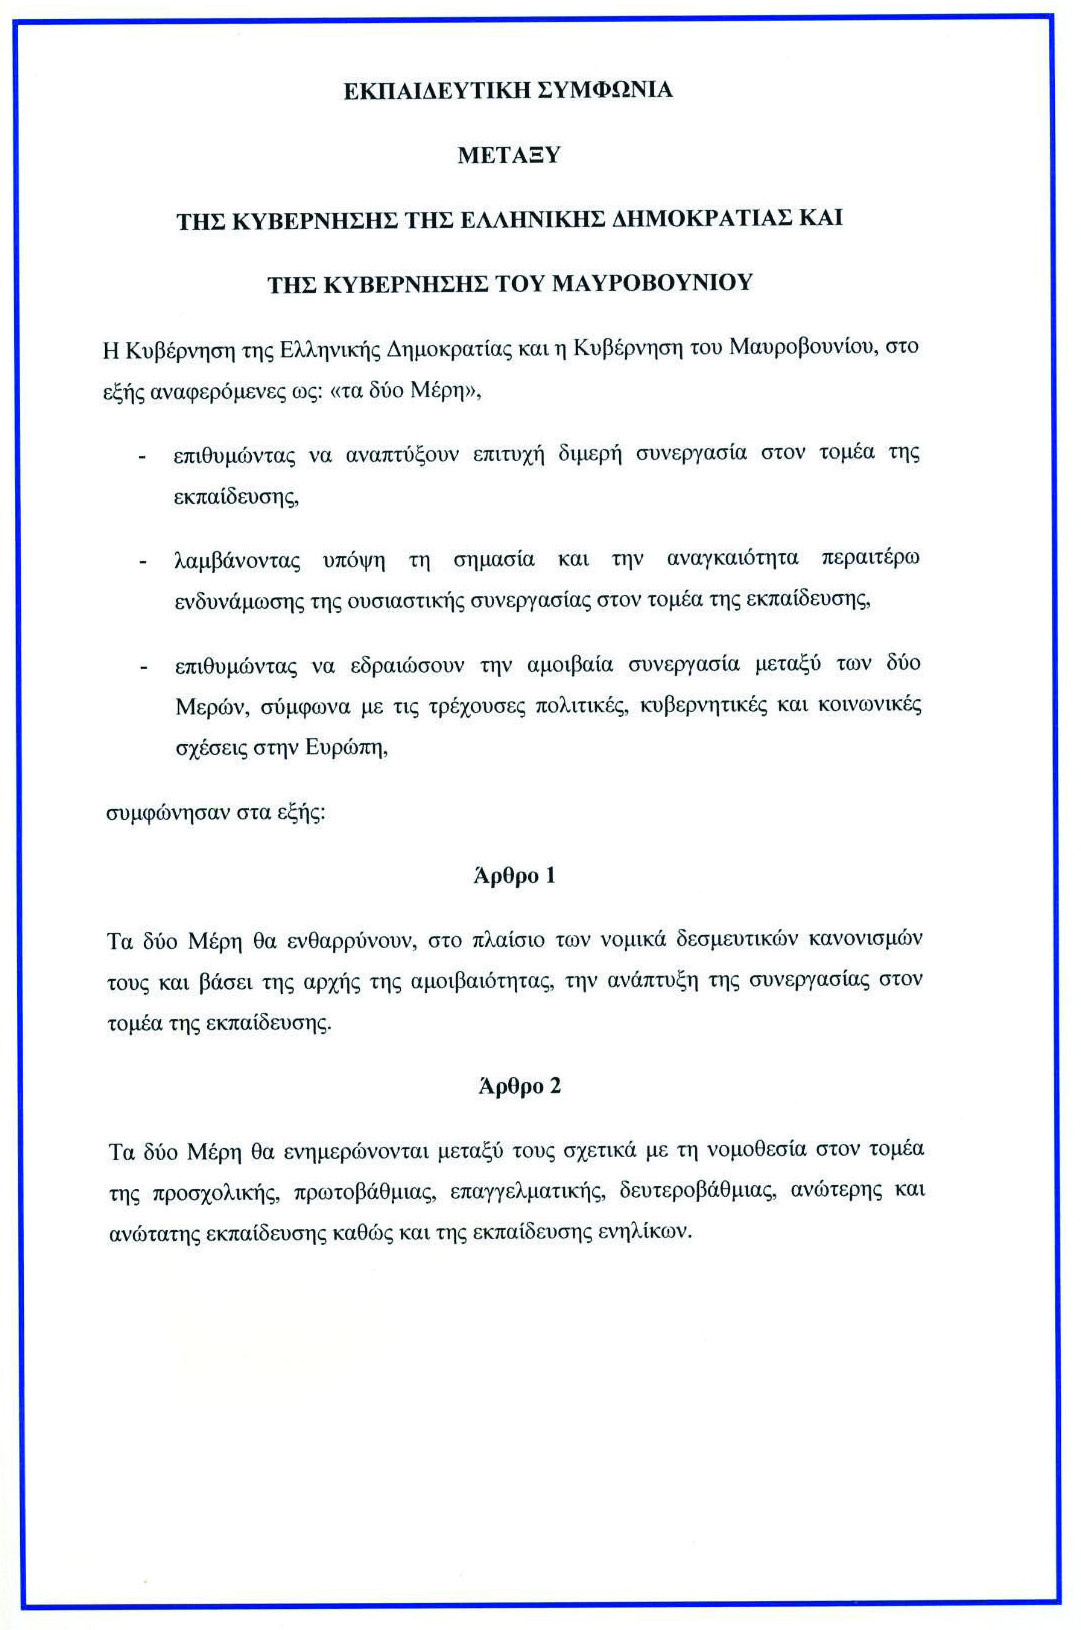 ΕΚΠΑΙΔΕΥΤΙΚΗ ΣΥΜΦΩΝΙΑ
ΜΕΤΑΞΥ
ΤΗΣ ΚΥΒΕΡΝΗΣΗΣ ΤΗΣ ΕΛΛΗΝΙΚΗΣ ΔΗΜΟΚΡΑΤΙΑΣ ΚΑΙ
ΤΗΣ ΚΥΒΕΡΝΗΣΗΣ ΤΟΥ ΜΑΥΡΟΒΟΥΝΙΟΥ
Η Κυβέρνηση της Ελληνικής Δημοκρατίας και η Κυβέρνηση του Μαυροβουνίου, στο
εξής αναφερόμενες ως: «τα δύο Μέρη»,
- επιθυμώντας να αναπτύξουν επιτυχή διμερή συνεργασία στον τομέα της
εκπαίδευσης,
- λαμβάνοντας υπόψη τη σημασία και την αναγκαιότητα περαιτέρω
ενδυνάμωσης της ουσιαστικής συνεργασίας στον τομέα της εκπαίδευσης,
- επιθυμώντας να εδραιώσουν την αμοιβαία συνεργασία μεταξύ των δύο
Μερών, σύμφωνα με τις τρέχουσες πολιτικές, κυβερνητικές και κοινωνικές
σχέσεις στην Ευρώπη,
συμφώνησαν στα εξής:
Άρθρο 1
Τα δύο Μέρη θα ενθαρρύνουν, στο πλαίσιο των νομικά δεσμευτικών κανονισμών
τους και βάσει της αρχής της αμοιβαιότητας, την ανάπτυξη της συνεργασίας στον
τομέα της εκπαίδευσης.
Άρθρο 2
Τα δύο Μέρη θα ενημερώνονται μεταξύ τους σχετικά με τη νομοθεσία στον τομέα
της προσχολικής, πρωτοβάθμιας, επαγγελματικής, δευτεροβάθμιας, ανώτερης και
ανώτατης εκπαίδευσης καθώς και της εκπαίδευσης ενηλίκων.